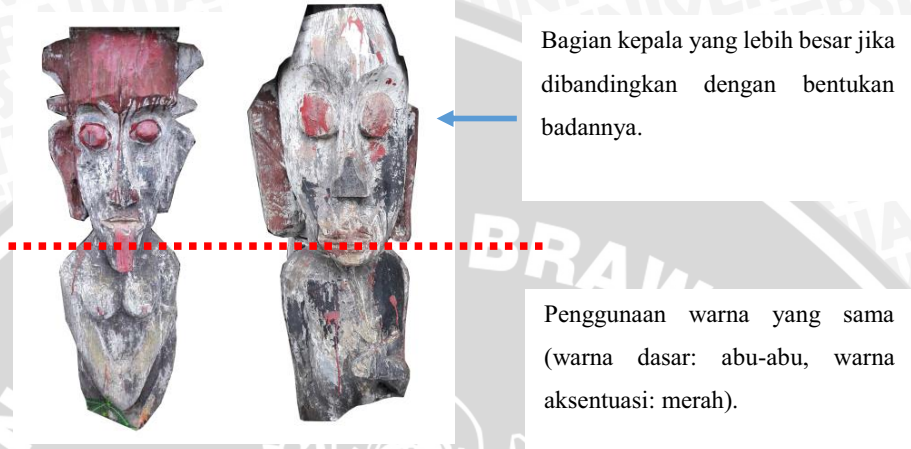 Bagian kepala yang lebih besar jika
dibandingkan dengan bentukan
badannya.
BRAW
Penggunaan warna yang sama
(warna dasar: abu-abu, warna
aksentuasi: merah).